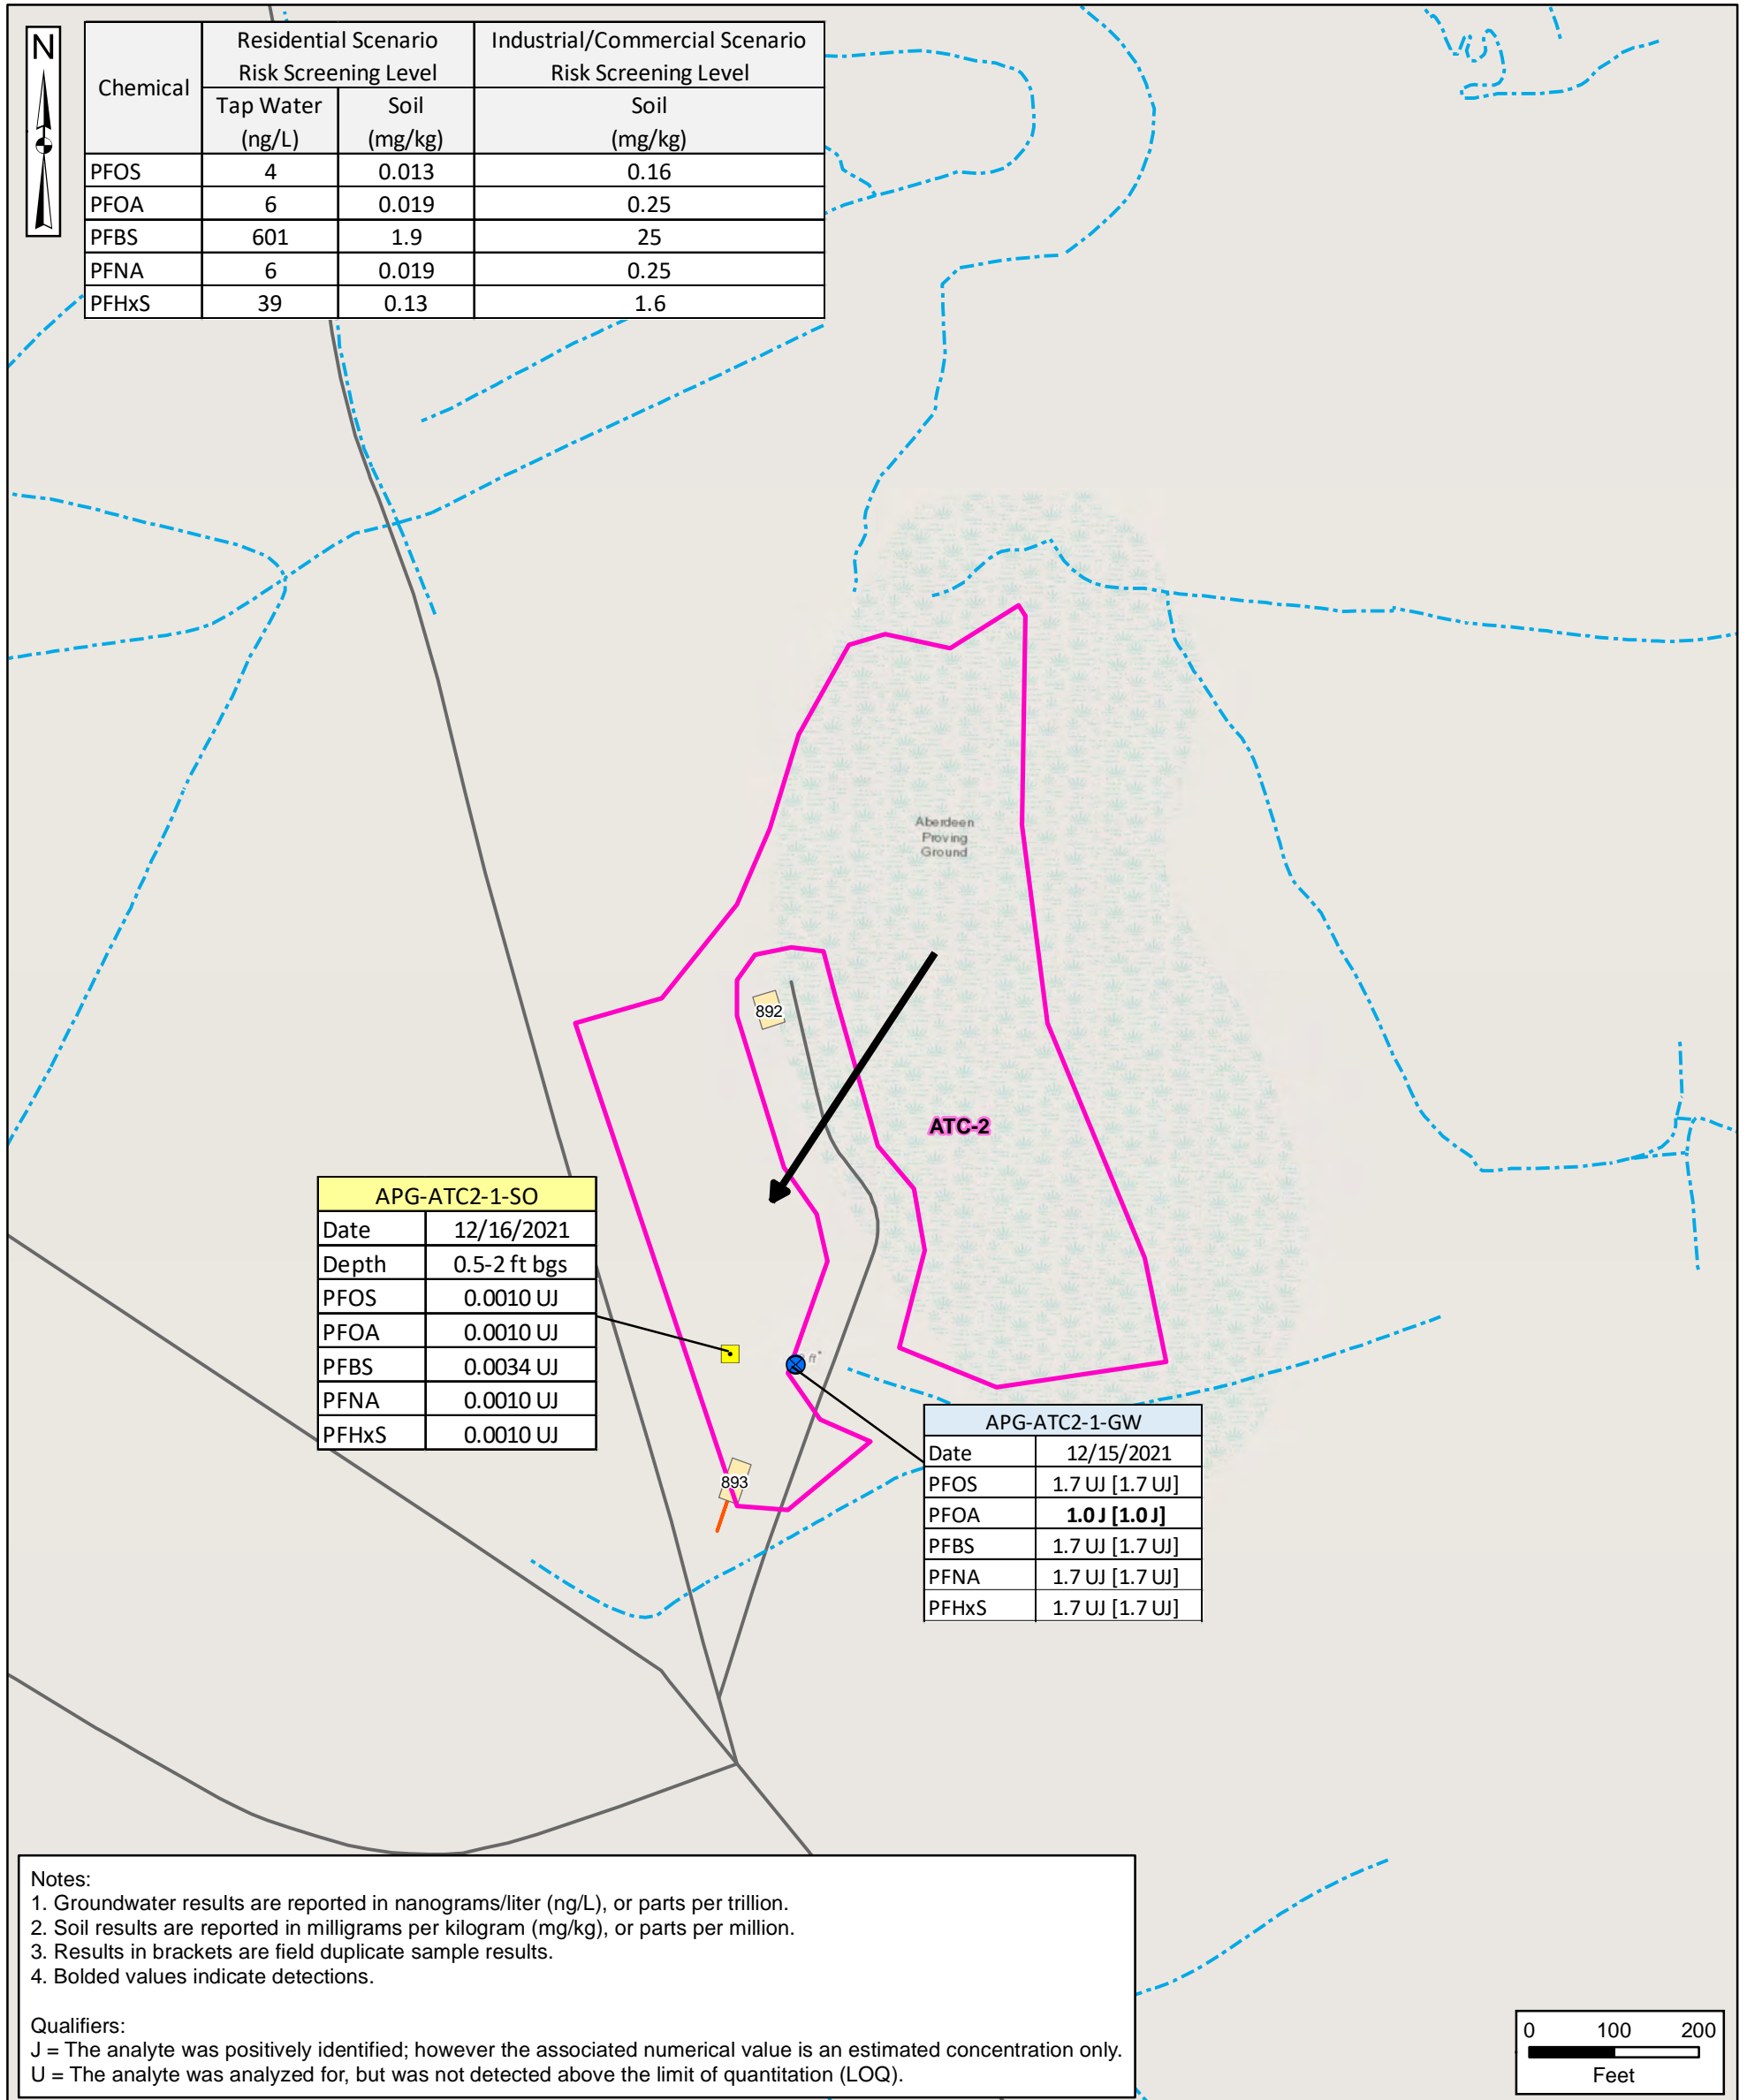 N
Chemical
Residential Scenario
Risk Screening Level
Industrial/Commercial Scenario
Risk Screening Level
Tap Water
(ng/L)
Soil
(mg/kg)
Soil
(mg/kg)
PFOS 4 0.013 0.16
PFOA 6 0.019 0.25
PFBS 601 1.9 25
PFNA 6 0.019 0.25
PFHxS 39 0.13 1.6
Aberdeen
Proving
Ground
892
ATC-2
APG-ATC2-1-SO
Date 12/16/2021
Depth 0.5-2 ft bgs
PFOS 0.0010 UJ
PFOA 0.0010 UJ
PFBS 0.0034 UJ
PFNA 0.0010 UJ
PFHxS 0.0010 UJ
ft*
893
APG-ATC2-1-GW
Date 12/15/2021
PFOS 1.7 UJ [1.7 UJ]
PFOA 1.0 J [1.0 J]
PFBS 1.7 UJ [1.7 UJ]
PFNA 1.7 UJ [1.7 UJ]
PFHxS 1.7 UJ [1.7 UJ]
Notes:
1. Groundwater results are reported in nanograms/liter (ng/L), or parts per trillion.
2. Soil results are reported in milligrams per kilogram (mg/kg), or parts per million.
3. Results in brackets are field duplicate sample results.
4. Bolded values indicate detections.
Qualifiers:
J = The analyte was positively identified; however the associated numerical value is an estimated concentration only.
U = The analyte was analyzed for, but was not detected above the limit of quantitation (LOQ).
0 100 200
Feet